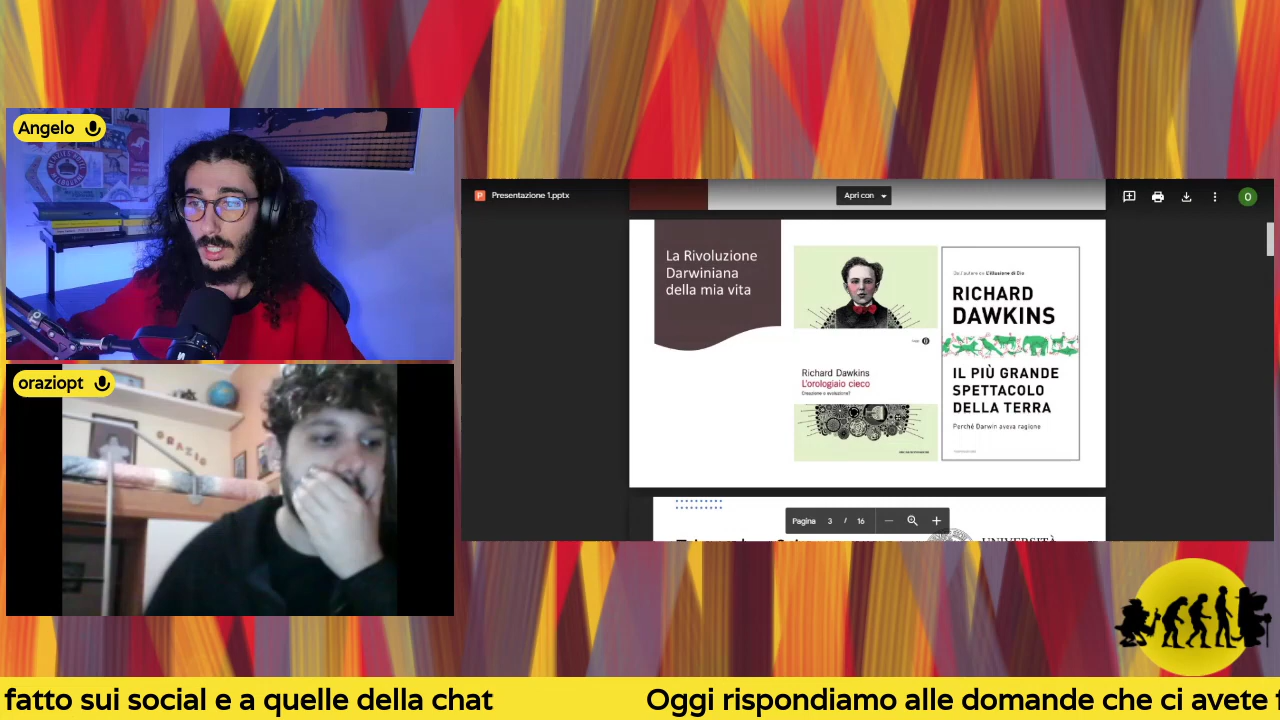 Angelo
oraziopt
ORAZIO
Presentazione 1.pptx
Apri con
O
La Rivoluzione
Darwiniana
della mia vita
Richard Dawkins
L'orologiaio cieco
Creazione o evoluzione?
Dall'autore de L'illusione di Dio
RICHARD
DAWKINS
IL PIÙ GRANDE
SPETTACOLO
DELLA TERRA
Perché Darwin aveva ragione
Pagina 3 / 16
UNIVERSITÀ
fatto sui social e a quelle della chat
Oggi rispondiamo alle domande che ci avete f